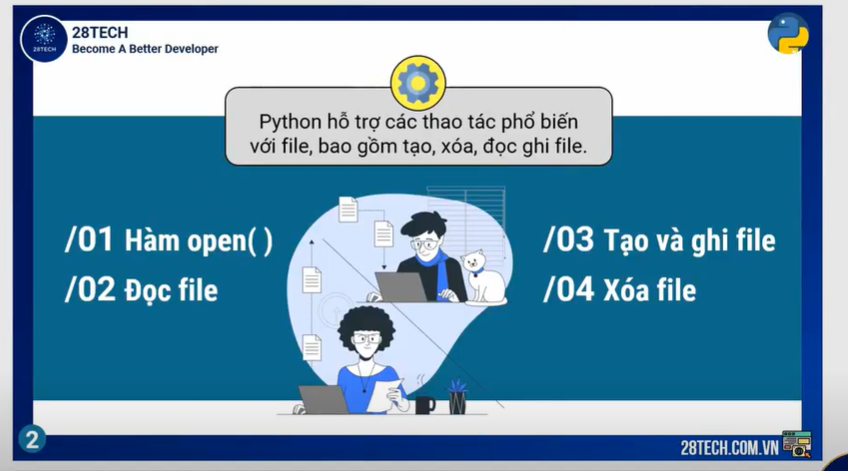 28TECH
28TECH
Become A Better Developer
Python hỗ trợ các thao tác phổ biến
với file, bao gồm tạo, xóa, đọc ghi file.
/01 Hàm open( )
/02 Đọc file
/03 Tạo và ghi file
/04 Xóa file
2
28TECH.COM.VN